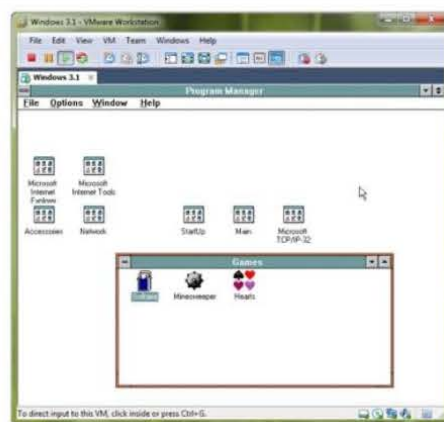 Windows 3.1 - VMware Workstation
File Edit View VM Team Windows Help
Windows 3.1
Program Manager
File Options Window Help
Microsoft Internet Explorer
Microsoft Internet Tools
Accessories
Network
StartUp
Main
Microsoft TCP/IP-32
Games
Solitaire
Minesweeper
Hearts
To direct input to this VM, click inside or press Ctrl+G.